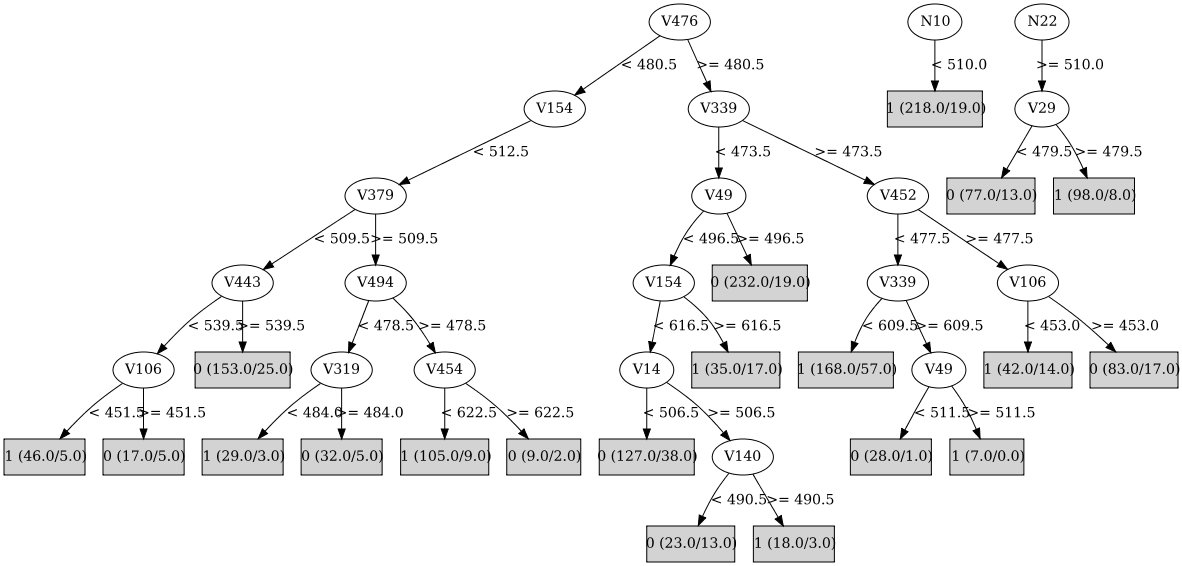 V476 N10 N22
< 480.5 >= 480.5 < 510.0 >= 510.0
V154 V339 1 (218.0/19.0) V29
< 512.5 < 473.5 >= 473.5 < 479.5 >= 479.5
V379 V49 V452 0 (77.0/13.0) 1 (98.0/8.0)
< 509.5 >= 509.5 < 496.5 >= 496.5 < 477.5 >= 477.5
V443 V494 V154 0 (232.0/19.0) V339 V106
< 539.5 >= 539.5 < 478.5 >= 478.5 < 616.5 >= 616.5 < 609.5 >= 609.5 < 453.0 >= 453.0
V106 0 (153.0/25.0) V319 V454 V14 1 (35.0/17.0) 1 (168.0/57.0) V49 1 (42.0/14.0) 0 (83.0/17.0)
< 451.5 >= 451.5 < 484.0 >= 484.0 < 622.5 >= 622.5 < 506.5 >= 506.5 < 511.5 >= 511.5
1 (46.0/5.0) 0 (17.0/5.0) 1 (29.0/3.0) 0 (32.0/5.0) 1 (105.0/9.0) 0 (9.0/2.0) 0 (127.0/38.0) V140 0 (28.0/1.0) 1 (7.0/0.0)
< 490.5 >= 490.5
0 (23.0/13.0) 1 (18.0/3.0)